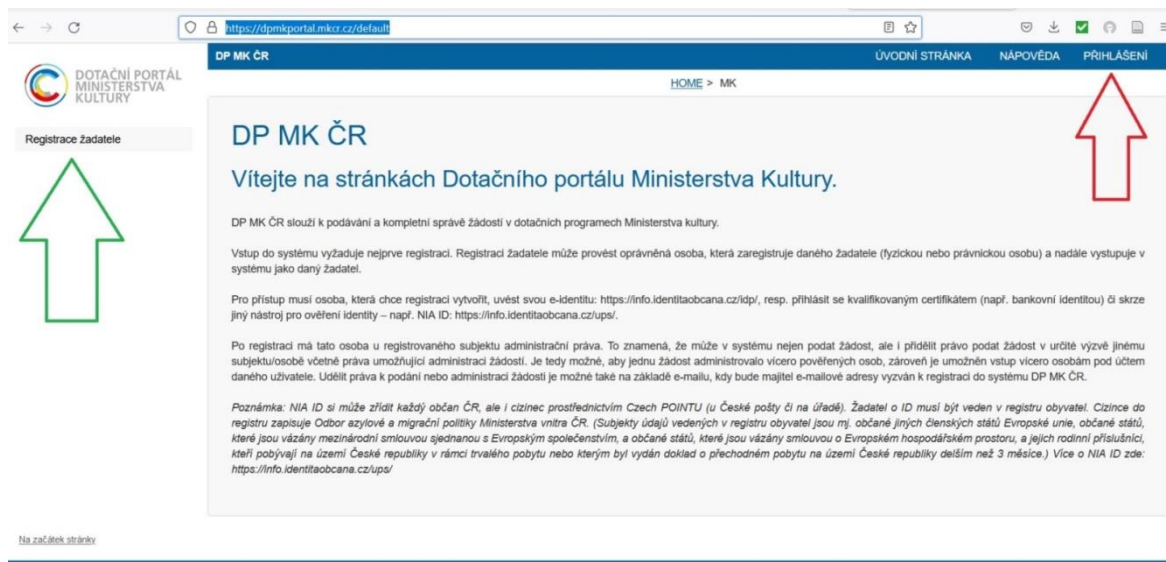 https://dpmkportal.mkcr.cz/default
DOTAČNÍ PORTÁL
MINISTERSTVA
KULTURY
DP MK ČR
ÚVODNÍ STRÁNKA NÁPOVĚDA PŘIHLÁŠENÍ
HOME > MK
Registrace žadatele
DP MK ČR
Vítejte na stránkách Dotačního portálu Ministerstva Kultury.
DP MK ČR slouží k podávání a kompletní správě žádostí v dotačních programech Ministerstva kultury.
Vstup do systému vyžaduje nejprve registraci. Registraci žadatele může provést oprávněná osoba, která zaregistruje daného žadatele (fyzickou nebo právnickou osobu) a nadále vystupuje v
systému jako daný žadatel.
Pro přístup musí osoba, která chce registraci vytvořit, uvést svou e-identitu: https://info.identitaobcana.cz/idp/, resp. přihlásit se kvalifikovaným certifikátem (např. bankovní identitou) či skrze
jiný nástroj pro ověření identity – např. NIA ID: https://info.identitaobcana.cz/ups/.
Po registraci má tato osoba u registrovaného subjektu administrační práva. To znamená, že může v systému nejen podat žádost, ale i přidělit právo podat žádost v určité výzvě jinému
subjektu/osobě včetně práva umožňující administraci žádostí. Je tedy možné, aby jednu žádost administrovalo vícero pověřených osob, zároveň je umožněn vstup vícero osobám pod účtem
daného uživatele. Udělit práva k podání nebo administraci žádosti je možné také na základě e-mailu, kdy bude majitel e-mailové adresy vyzván k registraci do systému DP MK ČR.
Poznámka: NIA ID si může zřídit každý občan ČR, ale i cizinec prostřednictvím Czech POINTU (u České pošty či na úřadě). Žadatel o ID musí být veden v registru obyvatel. Cizince do
registru zapisuje Odbor azylové a migrační politiky Ministerstva vnitra ČR. (Subjekty údajů vedených v registru obyvatel jsou mj. občané jiných členských států Evropské unie, občané států,
které jsou vázány mezinárodní smlouvou sjednanou s Evropským společenstvím, a občané států, které jsou vázány smlouvou o Evropském hospodářském prostoru, a jejich rodinní příslušníci,
kteří pobývají na území České republiky v rámci trvalého pobytu nebo kterým byl vydán doklad o přechodném pobytu na území České republiky delším než 3 měsíce.) Více o NIA ID zde:
https://info.identitaobcana.cz/ups/
Na začátek stránky